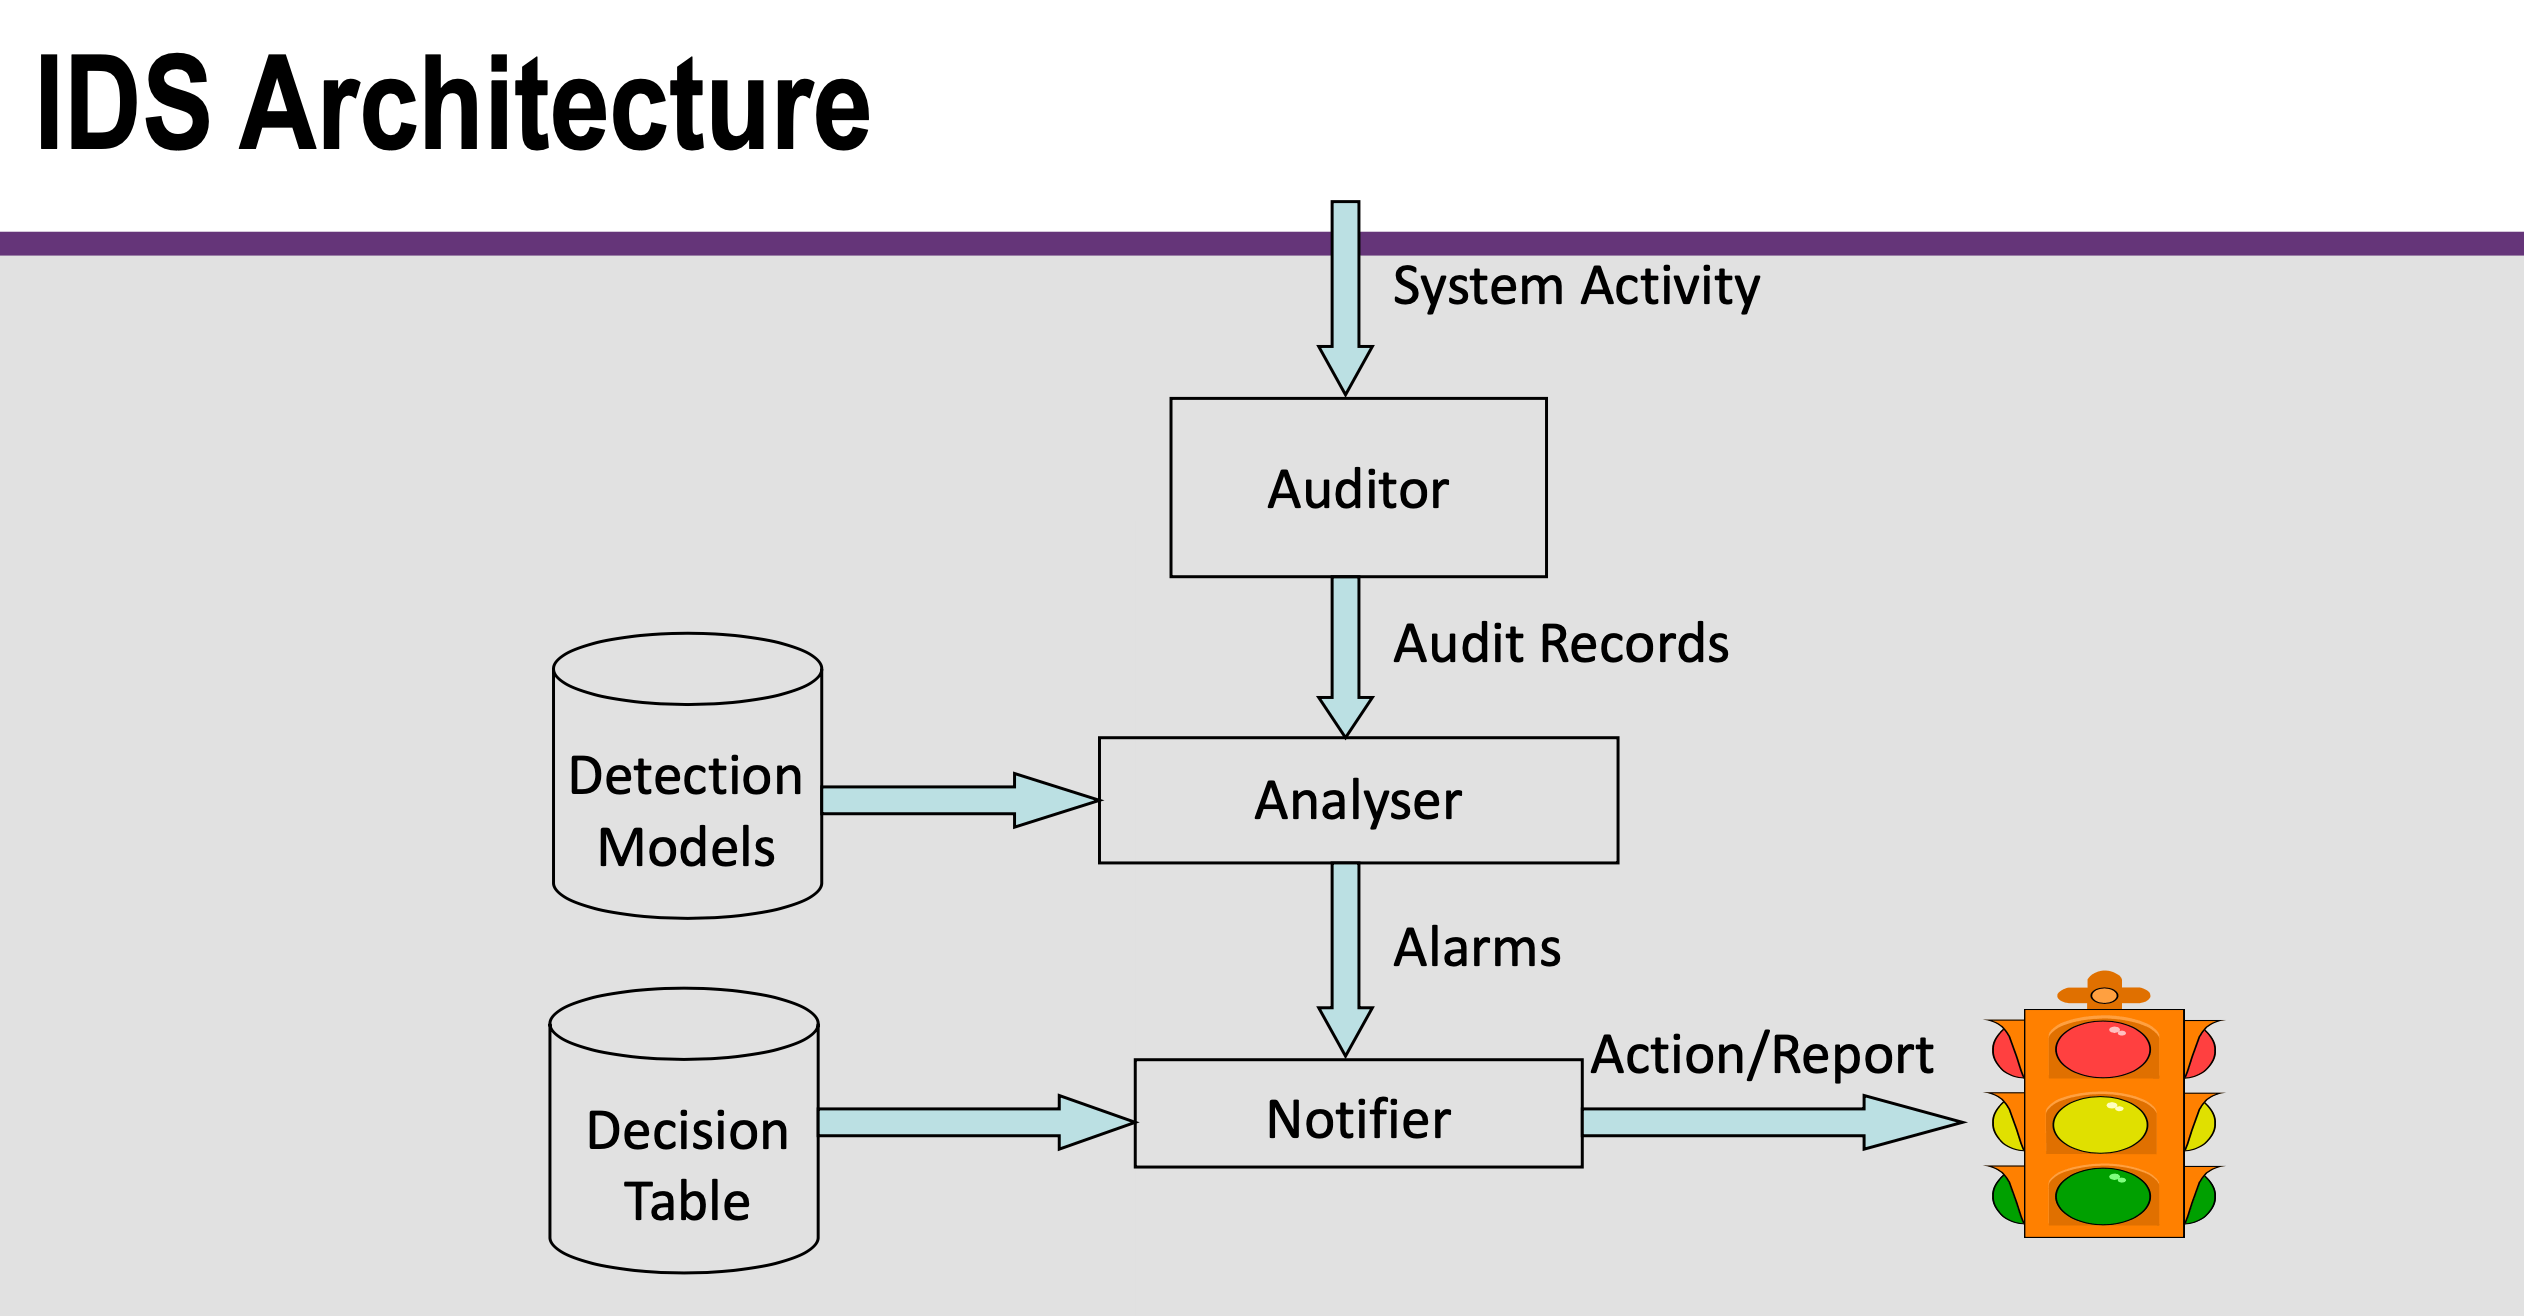 IDS Architecture
System Activity
Auditor
Audit Records
Detection
Models
Analyser
Alarms
Decision
Table
Notifier
Action/Report